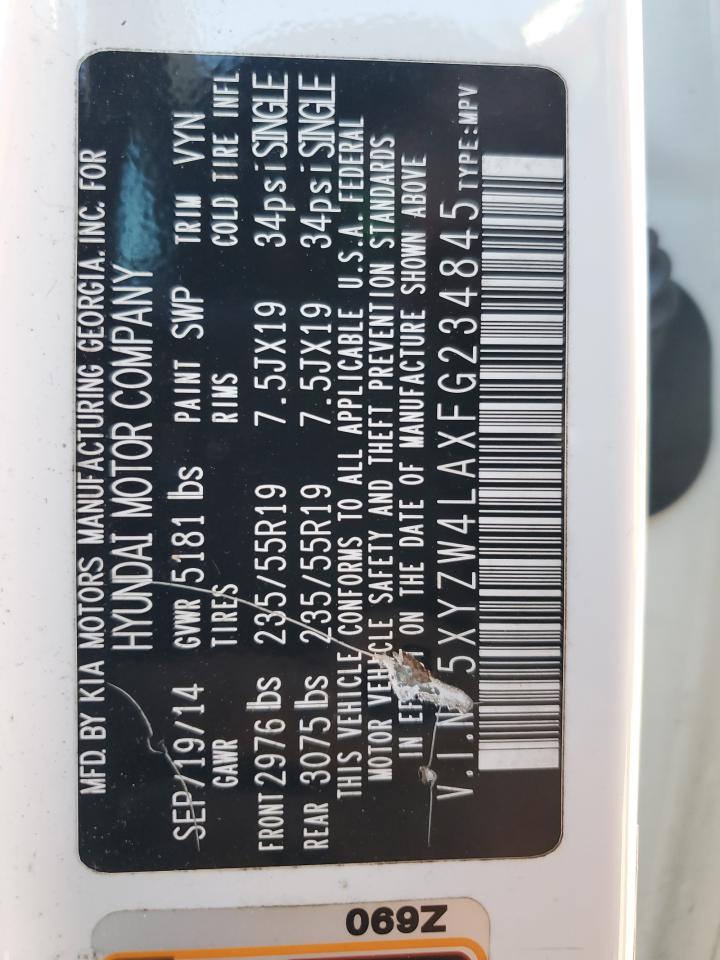 MFD. BY KIA MOTORS MANUFACTURING GEORGIA. INC. FOR
HYUNDAI MOTOR COMPANY
SEP/19/14 GVWR 5181 lbs PAINT SWP TRIM VYN
GAWR TIRES RIMS COLD TIRE INFL
FRONT 2976 lbs 235/55R19 7.5JX19 34psi SINGLE
REAR 3075 lbs 235/55R19 7.5JX19 34psi SINGLE
THIS VEHICLE CONFORMS TO ALL APPLICABLE U.S.A. FEDERAL
MOTOR VEHICLE SAFETY AND THEFT PREVENTION STANDARDS
IN ON THE DATE OF MANUFACTURE SHOWN ABOVE
V.I.N 5XYZW4LAXFG234845 TYPE:MPV
069Z